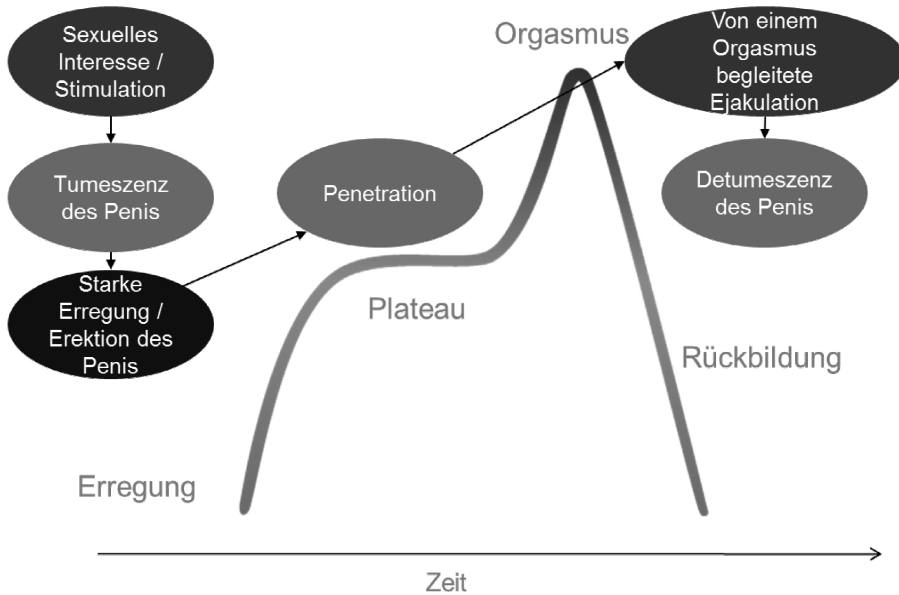 Sexuelles
Interesse /
Stimulation
Tumeszenz
des Penis
Starke
Erregung /
Erektion des
Penis
Penetration
Orgasmus
Von einem
Orgasmus
begleitete
Ejakulation
Detumeszenz
des Penis
Plateau
Rückbildung
Erregung
Zeit